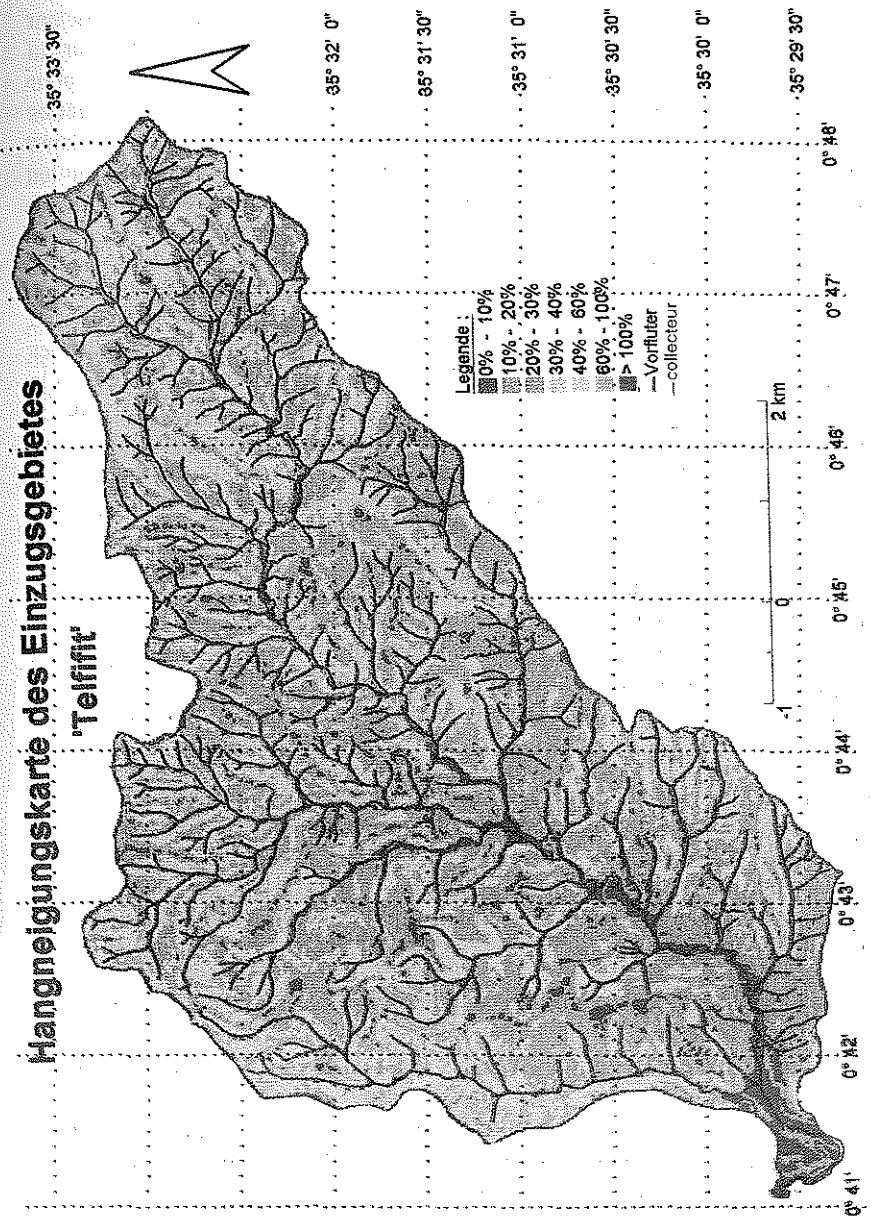 Hangneigungskarte des Einzugsgebietes
'Telfifit'
35° 33' 30"
35° 32' 0"
35° 31' 30"
35° 31' 0"
35° 30' 30"
35° 30' 0"
35° 29' 30"
Legende :
0% - 10%
10% - 20%
20% - 30%
30% - 40%
40% - 60%
60% - 100%
> 100%
Vorfluter
collecteur
-1 0 2 km
0° 41' 0° 42' 0° 43' 0° 44' 0° 45' 0° 46' 0° 47' 0° 48'